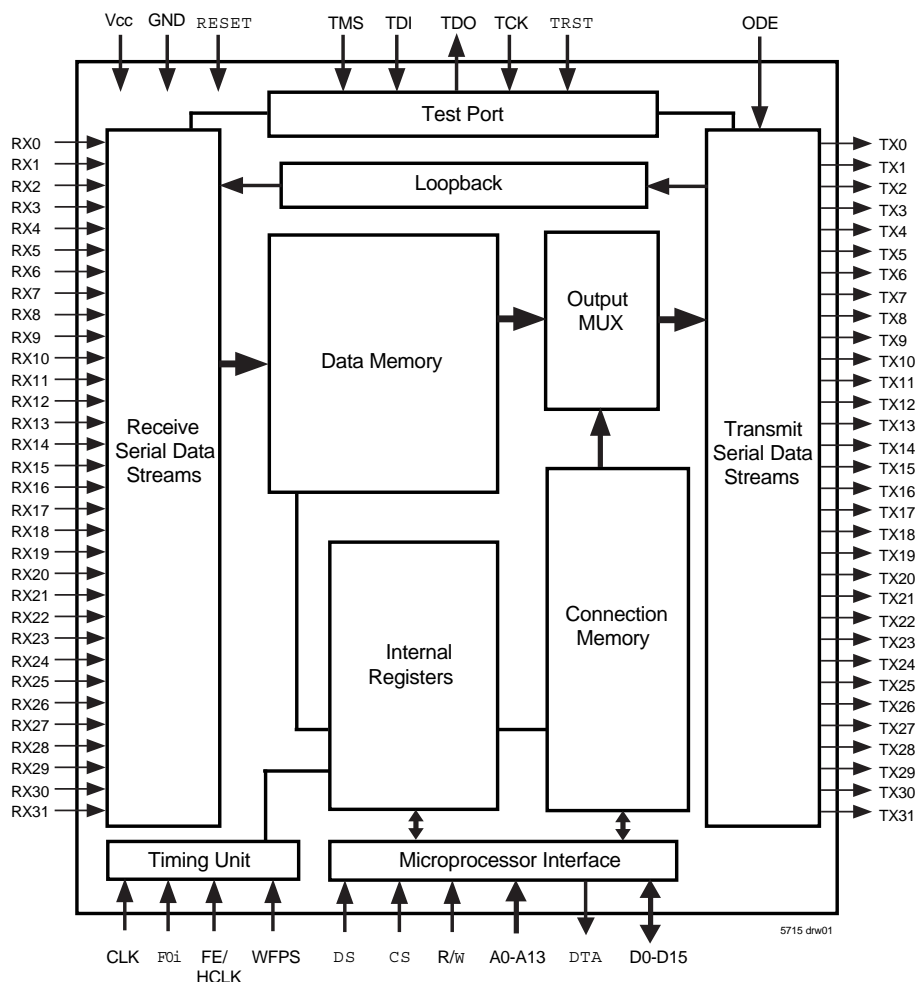 Vcc GND RESET TMS TDI TDO TCK TRST ODE
Test Port
Loopback
RX0
RX1
RX2
RX3
RX4
RX5
RX6
RX7
RX8
RX9
RX10
RX11
RX12
RX13
RX14
RX15
RX16
RX17
RX18
RX19
RX20
RX21
RX22
RX23
RX24
RX25
RX26
RX27
RX28
RX29
RX30
RX31
Receive
Serial Data
Streams
Data Memory
Output
MUX
Internal
Registers
Connection
Memory
Transmit
Serial Data
Streams
TX0
TX1
TX2
TX3
TX4
TX5
TX6
TX7
TX8
TX9
TX10
TX11
TX12
TX13
TX14
TX15
TX16
TX17
TX18
TX19
TX20
TX21
TX22
TX23
TX24
TX25
TX26
TX27
TX28
TX29
TX30
TX31
Timing Unit
Microprocessor Interface
5715 drw01
CLK F0i FE/ WFPS DS CS R/W A0-A13 DTA D0-D15
HCLK